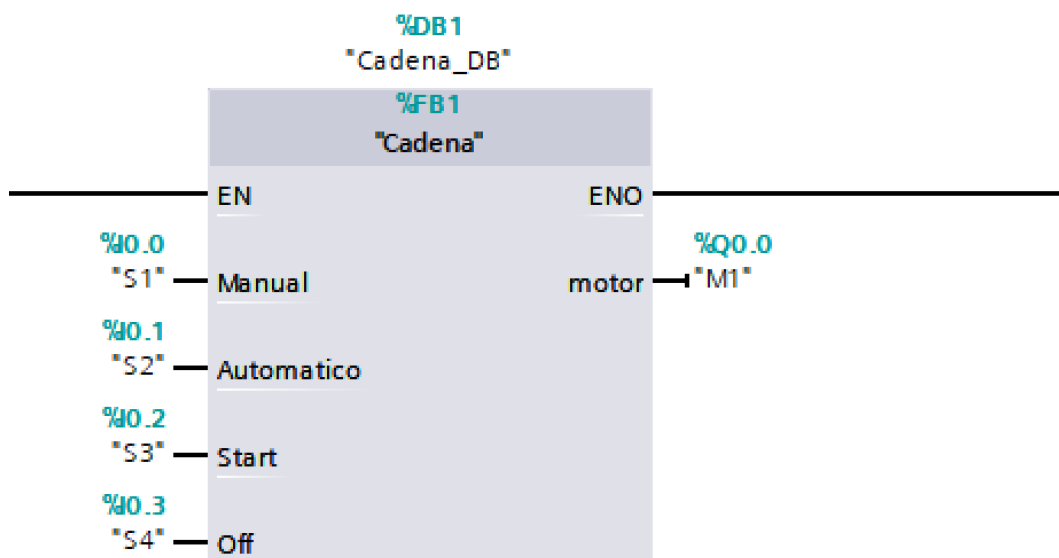 %DB1
"Cadena_DB"
%FB1
"Cadena"
EN ENO
%I0.0 %Q0.0
"S1" Manual motor "M1"
%I0.1
"S2" Automatico
%I0.2
"S3" Start
%I0.3
"S4" Off